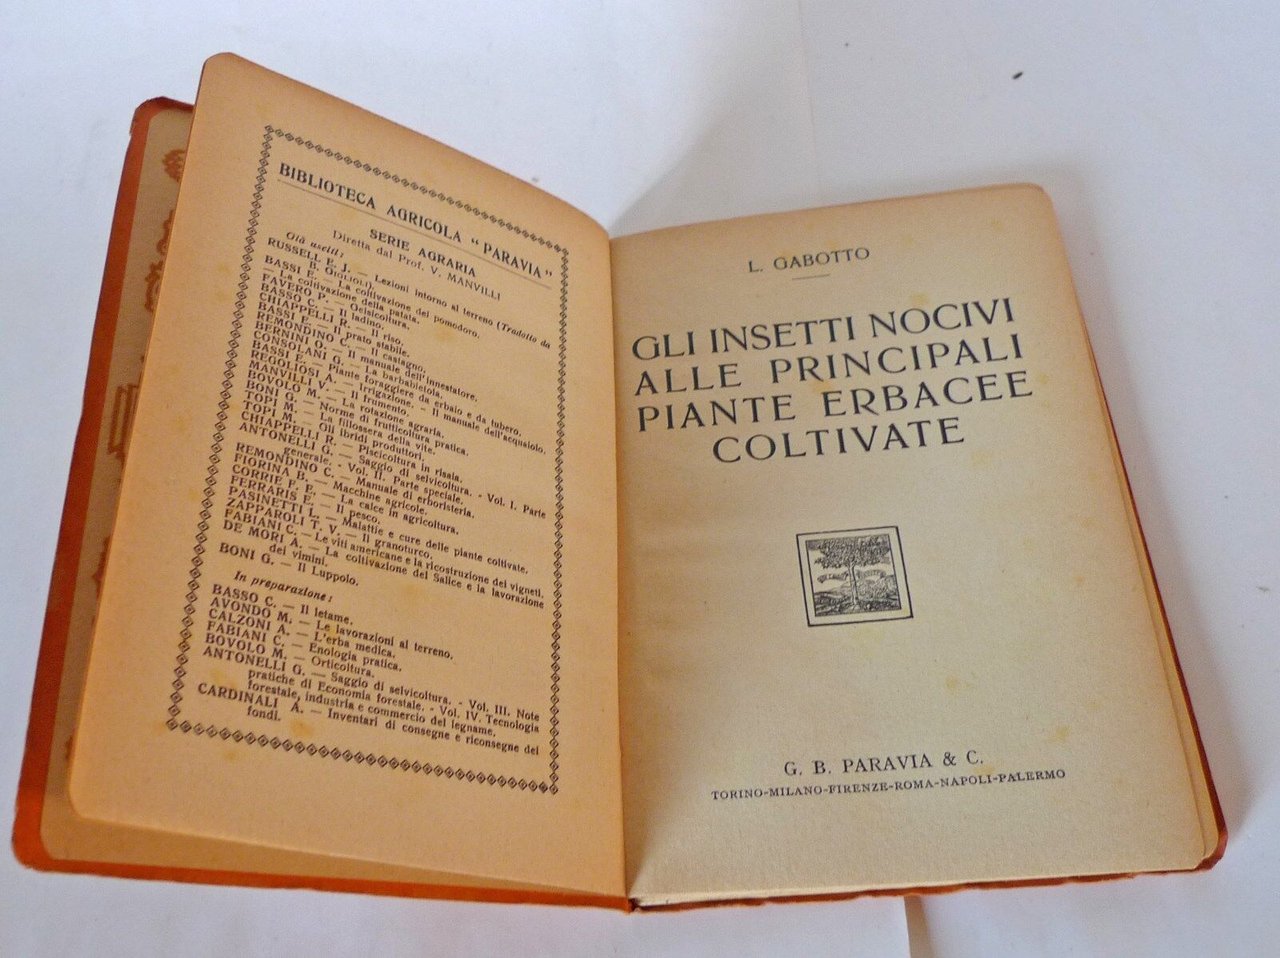 BIBLIOTECA AGRICOLA "PARAVIA"
SERIE AGRARIA
Diretta dal Prof. V. MANVILLI
Già usciti:
RUSSELL E. J. — Lezioni intorno al terreno (Tradotto da
B. GIGLIOLI).
BASSI E. — La coltivazione del pomodoro.
— La coltivazione della patata.
FAVERO P. — Oelsicoltura.
BASSO C. — Il ladino.
CHIAPPELLI R. — Il riso.
BASSI E. — Il prato stabile.
REMONDINO C. — Il castagno.
BERNINI O. — Il manuale dell'innestatore.
CONSOLANI G. — La barbabietola.
BASSI E. — Piante foraggiere da erbaio e da tubero.
REGOLIOSI A. — Irrigazione. - Il manuale dell'acquaiolo.
MANVILLI V. — Il frumento.
BOVOLO M. — La rotazione agraria.
BONI G. — Norme di frutticoltura pratica.
TOPI M. — La fillossera della vite.
TOPI M. — Gli ibridi produttori.
CHIAPPELLI R. — Piscicoltura in risaia.
ANTONELLI G. — Saggio di selvicoltura. - Vol. I. Parte
generale. - Vol. II. Parte speciale.
REMONDINO C. — Manuale di erboristeria.
FIORINA B. — Macchine agricole.
CORRIE F. E. — La calce in agricoltura.
FERRARIS E. — Il pesco.
PASINETTI L. — Malattie e cure delle piante coltivate.
ZAPPAROLI T. V. — Il granoturco.
FABIANI C. — Le viti americane e la ricostruzione dei vigneti.
DE MORI A. — La coltivazione del Salice e la lavorazione
dei vimini.
BONI G. — Il Luppolo.
In preparazione:
BASSO C. — Il letame.
AVONDO M. — Le lavorazioni al terreno.
CALZONI A. — L'erba medica.
FABIANI C. — Enologia pratica.
BOVOLO M. — Orticoltura.
ANTONELLI G. — Saggio di selvicoltura. - Vol. III. Note
pratiche di Economia forestale. - Vol. IV. Tecnologia
forestale, industria e commercio del legname.
CARDINALI A. — Inventari di consegne e riconsegne dei
fondi.
L. GABOTTO
GLI INSETTI NOCIVI
ALLE PRINCIPALI
PIANTE ERBACEE
COLTIVATE
G. B. PARAVIA & C.
TORINO-MILANO-FIRENZE-ROMA-NAPOLI-PALERMO